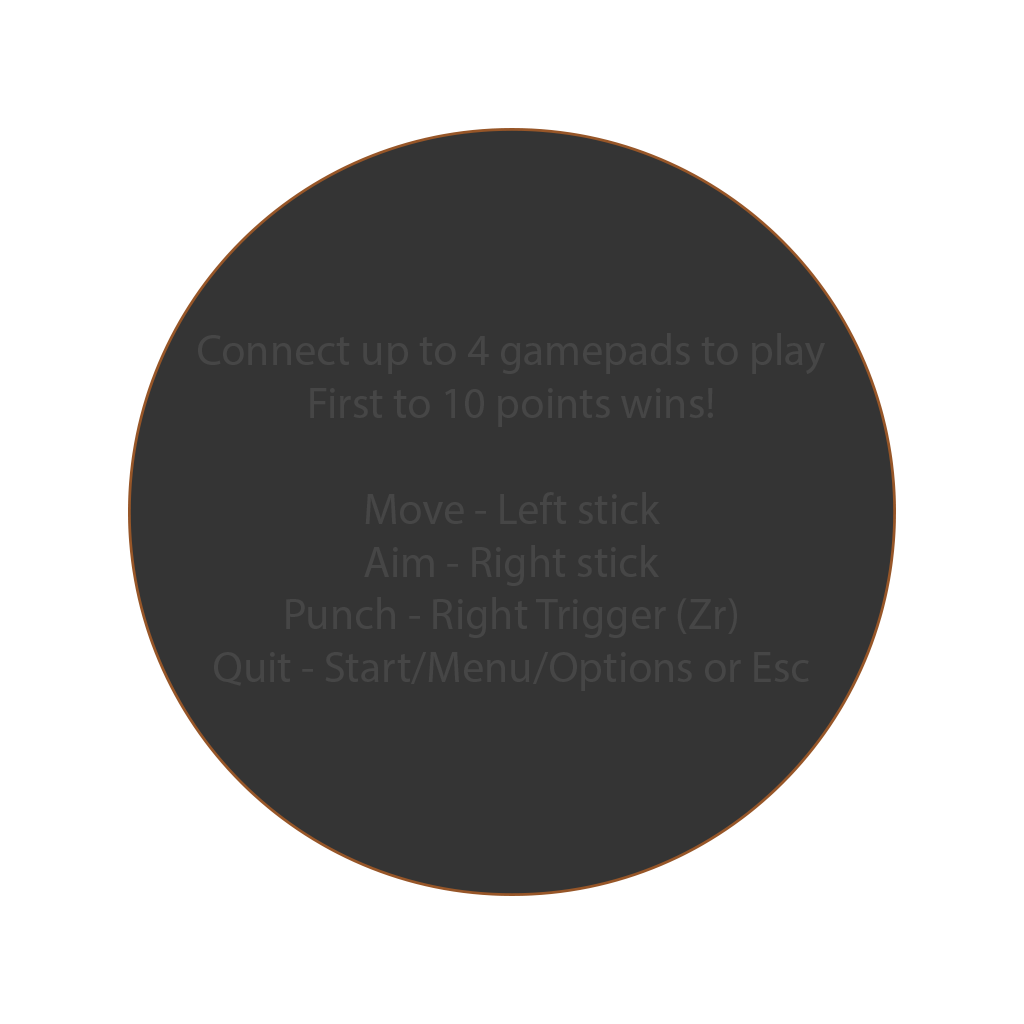 Connect up to 4 gamepads to play
First to 10 points wins!
Move - Left stick
Aim - Right stick
Punch - Right Trigger (Zr)
Quit - Start/Menu/Options or Esc